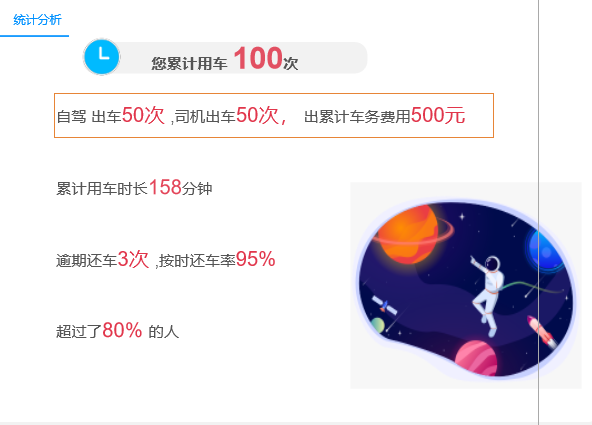 统计分析
您累计用车 100次
自驾 出车50次 ,司机出车50次， 出累计车务费用500元
累计用车时长158分钟
逾期还车3次 ,按时还车率95%
超过了80% 的人